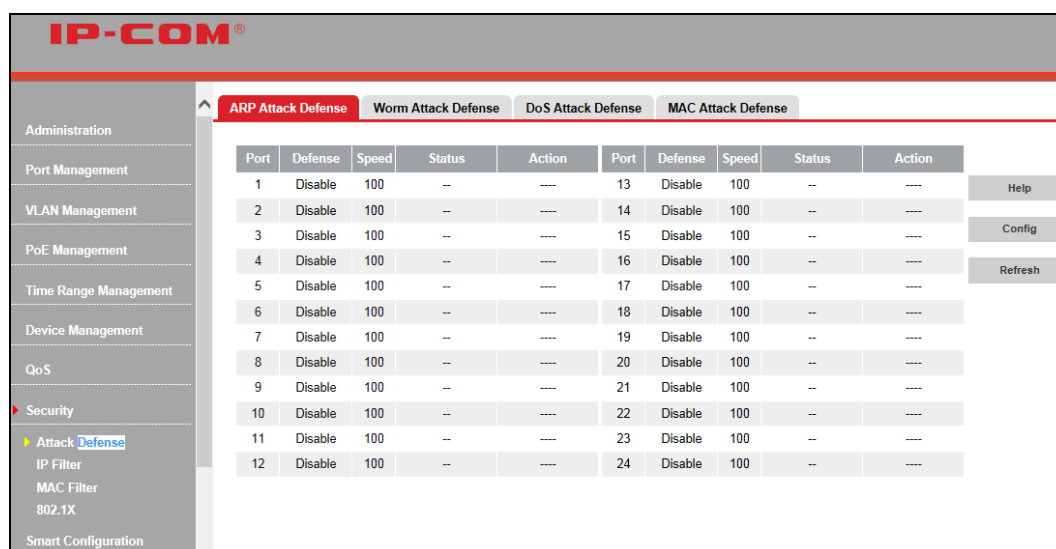 IP-COM®
ARP Attack Defense Worm Attack Defense DoS Attack Defense MAC Attack Defense
Administration
Port Management
VLAN Management
PoE Management
Time Range Management
Device Management
QoS
Security
Attack Defense
IP Filter
MAC Filter
802.1X
Smart Configuration
Port Defense Speed Status Action Port Defense Speed Status Action
1 Disable 100 -- ---- 13 Disable 100 -- ----
2 Disable 100 -- ---- 14 Disable 100 -- ----
3 Disable 100 -- ---- 15 Disable 100 -- ----
4 Disable 100 -- ---- 16 Disable 100 -- ----
5 Disable 100 -- ---- 17 Disable 100 -- ----
6 Disable 100 -- ---- 18 Disable 100 -- ----
7 Disable 100 -- ---- 19 Disable 100 -- ----
8 Disable 100 -- ---- 20 Disable 100 -- ----
9 Disable 100 -- ---- 21 Disable 100 -- ----
10 Disable 100 -- ---- 22 Disable 100 -- ----
11 Disable 100 -- ---- 23 Disable 100 -- ----
12 Disable 100 -- ---- 24 Disable 100 -- ----
Help
Config
Refresh